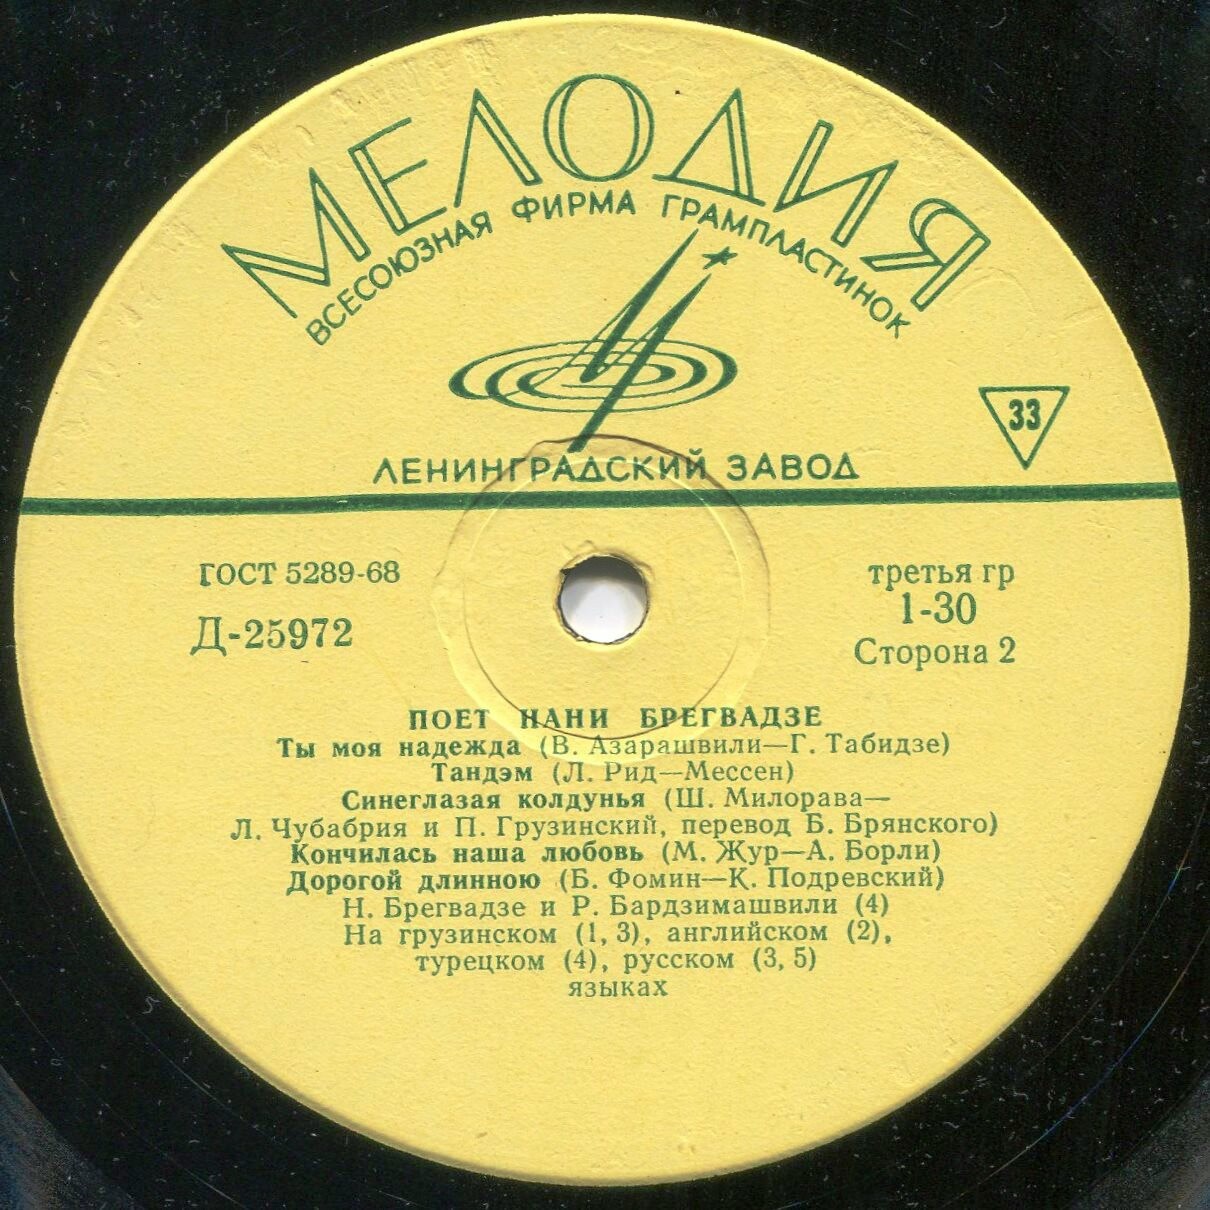 МЕЛОДИЯ
ВСЕСОЮЗНАЯ ФИРМА ГРАМПЛАСТИНОК
33
ЛЕНИНГРАДСКИЙ ЗАВОД
ГОСТ 5289-68
третья гр
Д-25972
1-30
Сторона 2
ПОЕТ НАНИ БРЕГВАДЗЕ
Ты моя надежда (В. Азарашвили—Г. Табидзе)
Тандэм (Л. Рид—Мессен)
Синеглазая колдунья (Ш. Милорава—
Л. Чубабрия и П. Грузинский, перевод Б. Брянского)
Кончилась наша любовь (М. Жур—А. Борли)
Дорогой длинною (Б. Фомин—К. Подревский)
Н. Брегвадзе и Р. Бардзимашвили (4)
На грузинском (1, 3), английском (2),
турецком (4), русском (3, 5)
языках